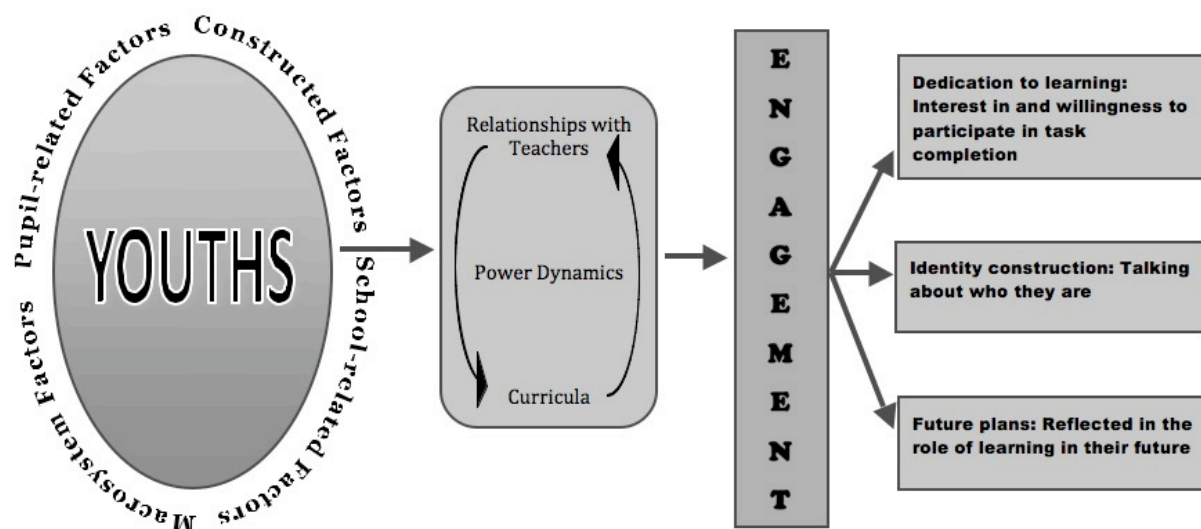 Pupil-related Factors
Constructed Factors
School-related Factors
Macrosystem Factors
YOUTHS
Relationships with
Teachers
Power Dynamics
Curricula
ENGAGEMENT
Dedication to learning:
Interest in and willingness to
participate in task
completion
Identity construction: Talking
about who they are
Future plans: Reflected in the
role of learning in their future